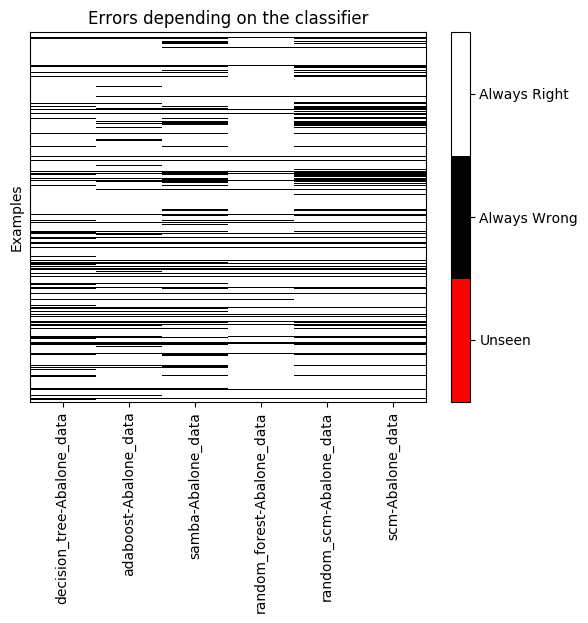 Errors depending on the classifier
Examples
Always Right
Always Wrong
Unseen
decision_tree-Abalone_data
adaboost-Abalone_data
samba-Abalone_data
random_forest-Abalone_data
random_scm-Abalone_data
scm-Abalone_data